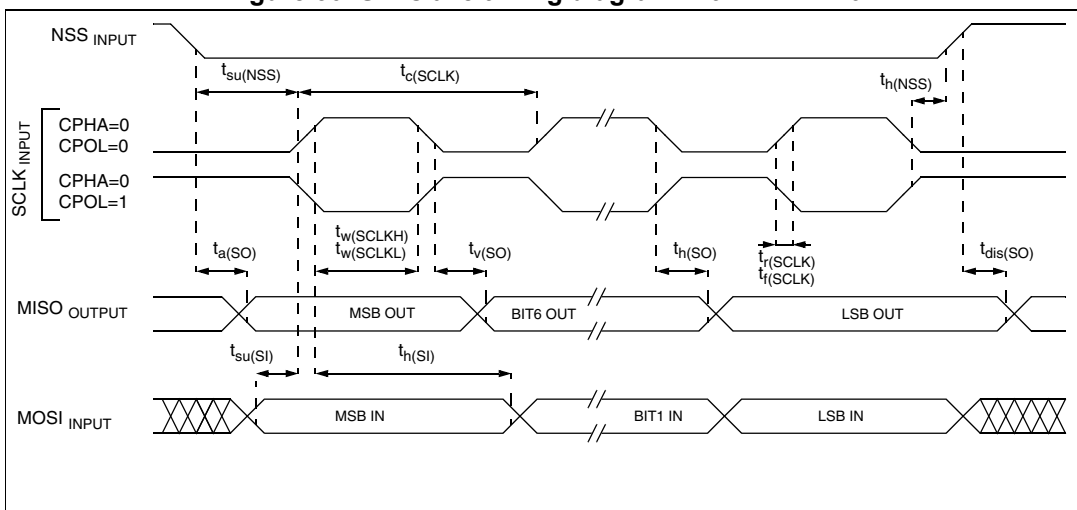 NSS INPUT
tsu(NSS)
tc(SCLK)
th(NSS)
SCLK INPUT
CPHA=0
CPOL=0
CPHA=0
CPOL=1
tw(SCLKH)
tw(SCLKL)
ta(SO)
tv(SO)
th(SO)
tr(SCLK)
tf(SCLK)
tdis(SO)
MISO OUTPUT
MSB OUT
BIT6 OUT
LSB OUT
tsu(SI)
th(SI)
MOSI INPUT
MSB IN
BIT1 IN
LSB IN